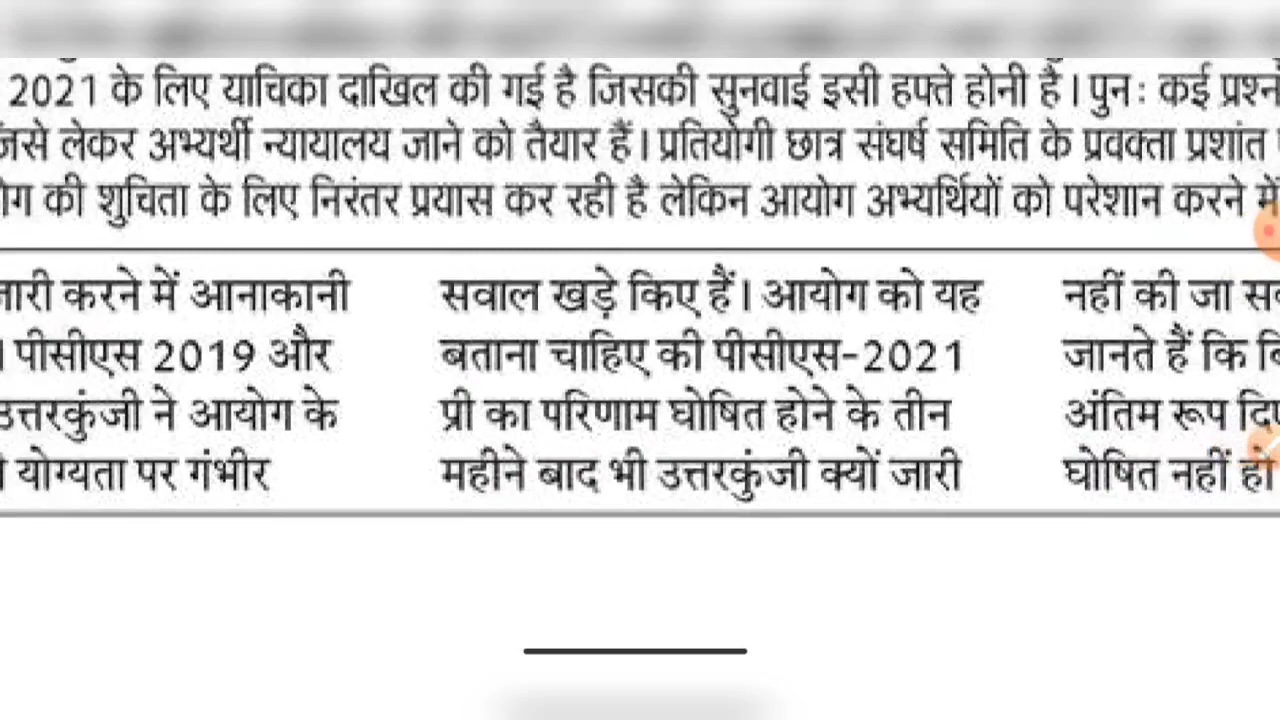 2021 के लिए याचिका दाखिल की गई है जिसकी सुनवाई इसी हफ्ते होनी है। पुनः कई
लेकर अभ्यर्थी न्यायालय जाने को तैयार हैं। प्रतियोगी छात्र संघर्ष समिति के प्रवक्ता प्रशांत
की शुचिता के लिए निरंतर प्रयास कर रही है लेकिन आयोग अभ्यर्थियों को परेशान करने में
करने में आनाकानी
पीसीएस 2019 और
उत्तरकुंजी ने आयोग के
योग्यता पर गंभीर
सवाल खड़े किए हैं। आयोग को यह
बताना चाहिए की पीसीएस-2021
प्री का परिणाम घोषित होने के तीन
महीने बाद भी उत्तरकुंजी क्यों जारी
नहीं की जा
जानते हैं कि
अंतिम रूप
घोषित नहीं हो